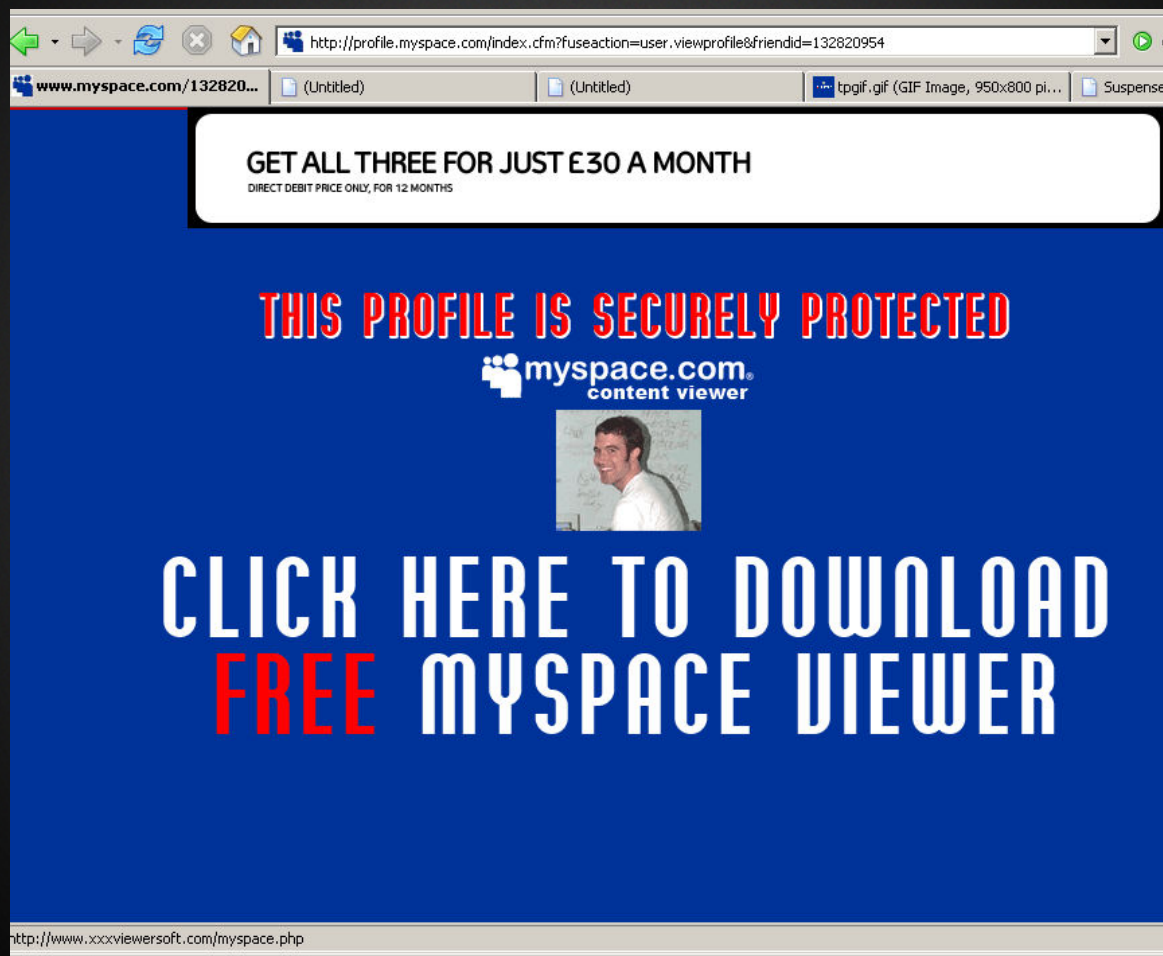 http://profile.myspace.com/index.cfm?fuseaction=user.viewprofile&friendid=132820954
www.myspace.com/132820...
(Untitled)
(Untitled)
tpgif.gif (GIF Image, 950x800 pi...
Suspense
GET ALL THREE FOR JUST £30 A MONTH
DIRECT DEBIT PRICE ONLY, FOR 12 MONTHS
THIS PROFILE IS SECURELY PROTECTED
myspace.com®
content viewer
CLICK HERE TO DOWNLOAD
FREE MYSPACE VIEWER
http://www.xxxviewersoft.com/myspace.php